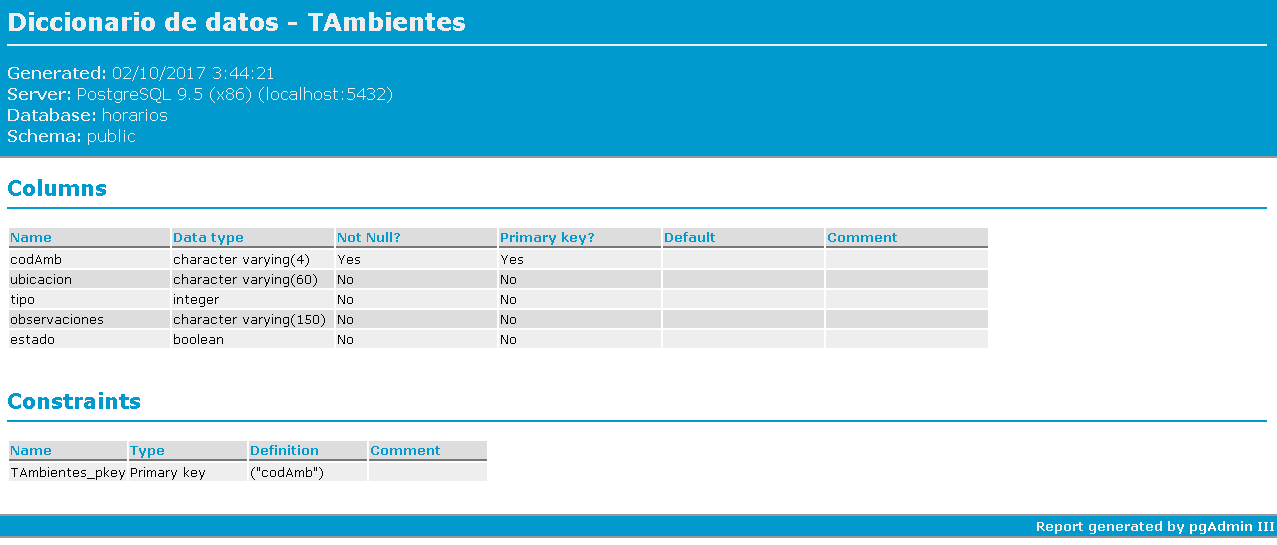 Diccionario de datos - TAmbientes
Generated: 02/10/2017 3:44:21
Server: PostgreSQL 9.5 (x86) (localhost:5432)
Database: horarios
Schema: public
Columns
Name Data type Not Null? Primary key? Default Comment
codAmb character varying(4) Yes Yes
ubicacion character varying(60) No No
tipo integer No No
observaciones character varying(150) No No
estado boolean No No
Constraints
Name Type Definition Comment
TAmbientes_pkey Primary key ("codAmb")
Report generated by pgAdmin III